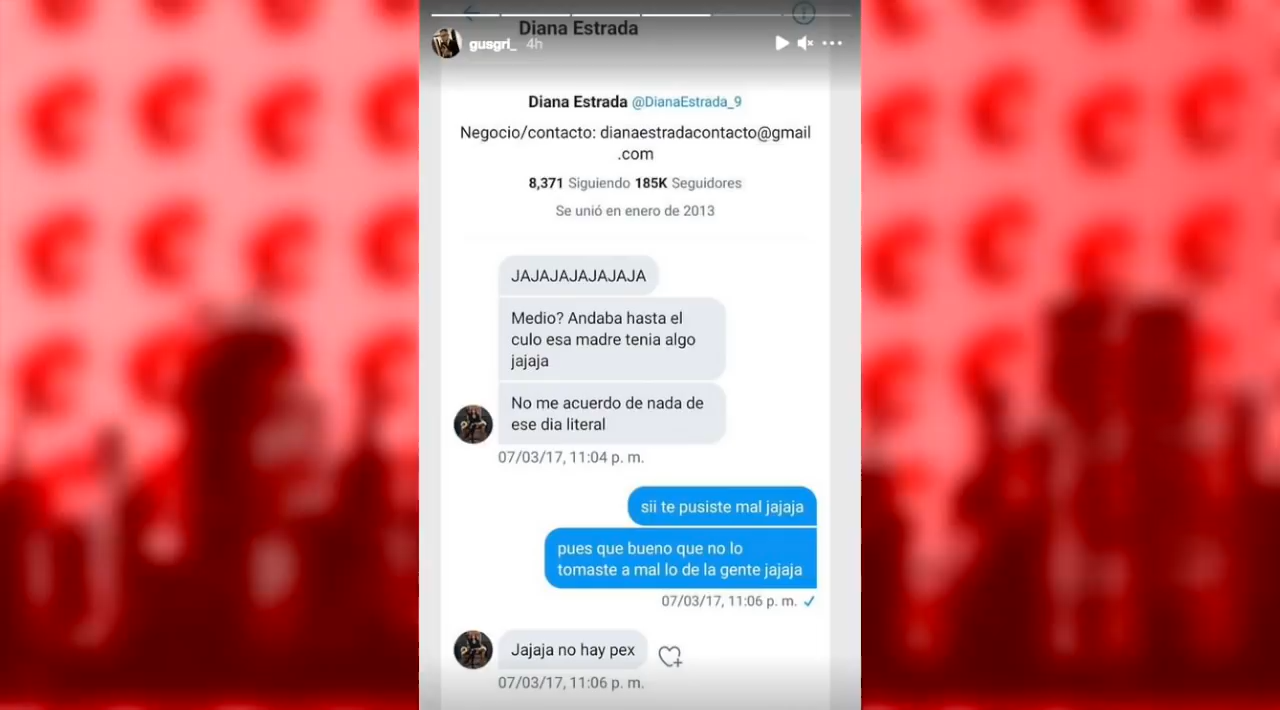 Diana Estrada
gusgri_ 4h
Diana Estrada @DianaEstrada_9
Negocio/contacto: dianaestradacontacto@gmail
.com
8,371 Siguiendo 185K Seguidores
Se unió en enero de 2013
JAJAJAJAJAJAJA
Medio? Andaba hasta el
culo esa madre tenia algo
jajaja
No me acuerdo de nada de
ese dia literal
07/03/17, 11:04 p. m.
sii te pusiste mal jajaja
pues que bueno que no lo
tomaste a mal lo de la gente jajaja
07/03/17, 11:06 p. m.
Jajaja no hay pex
07/03/17, 11:06 p. m.